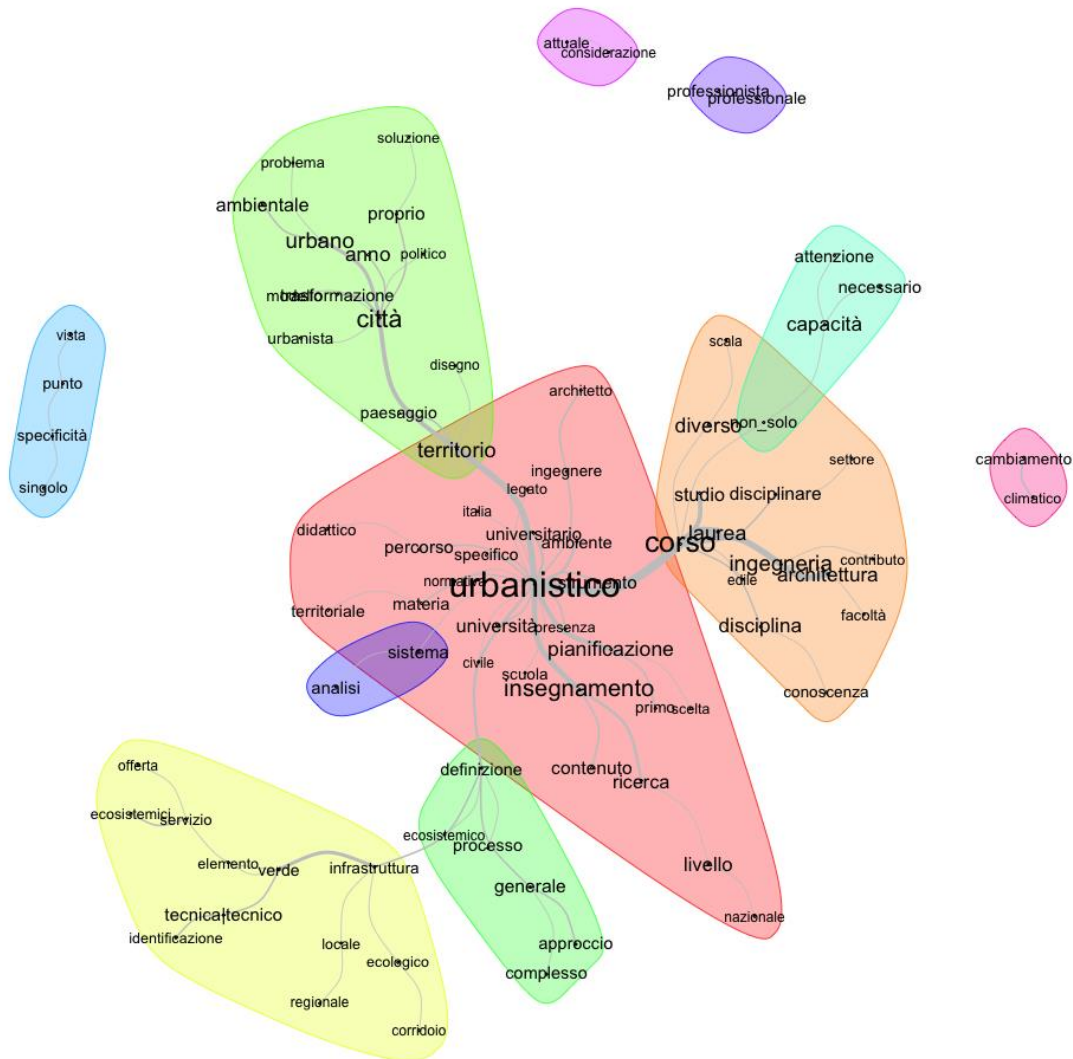 attuale
considerazione
professionista
professionale
soluzione
problema
ambientale
proprio
urbano
anno
politico
trasformazione
città
urbanista
disegno
paesaggio
territorio
attenzione
necessario
capacità
scala
non_solo
diverso
settore
studio
disciplinare
laurea
corso
ingegneria
contributo
architettura
edile
facoltà
disciplina
conoscenza
vista
punto
specificità
singolo
cambiamento
climatico
architetto
ingegnere
legato
italia
didattico
universitario
ambiente
percorso
specifico
normativa
urbanistico
strumento
materia
territoriale
università
presenza
sistema
civile
pianificazione
scuola
analisi
insegnamento
primo
scelta
contenuto
ricerca
livello
nazionale
definizione
ecosistemico
processo
generale
approccio
complesso
offerta
ecosistemici
servizio
elemento
verde
infrastruttura
tecnica|tecnico
identificazione
locale
ecologico
regionale
corridoio